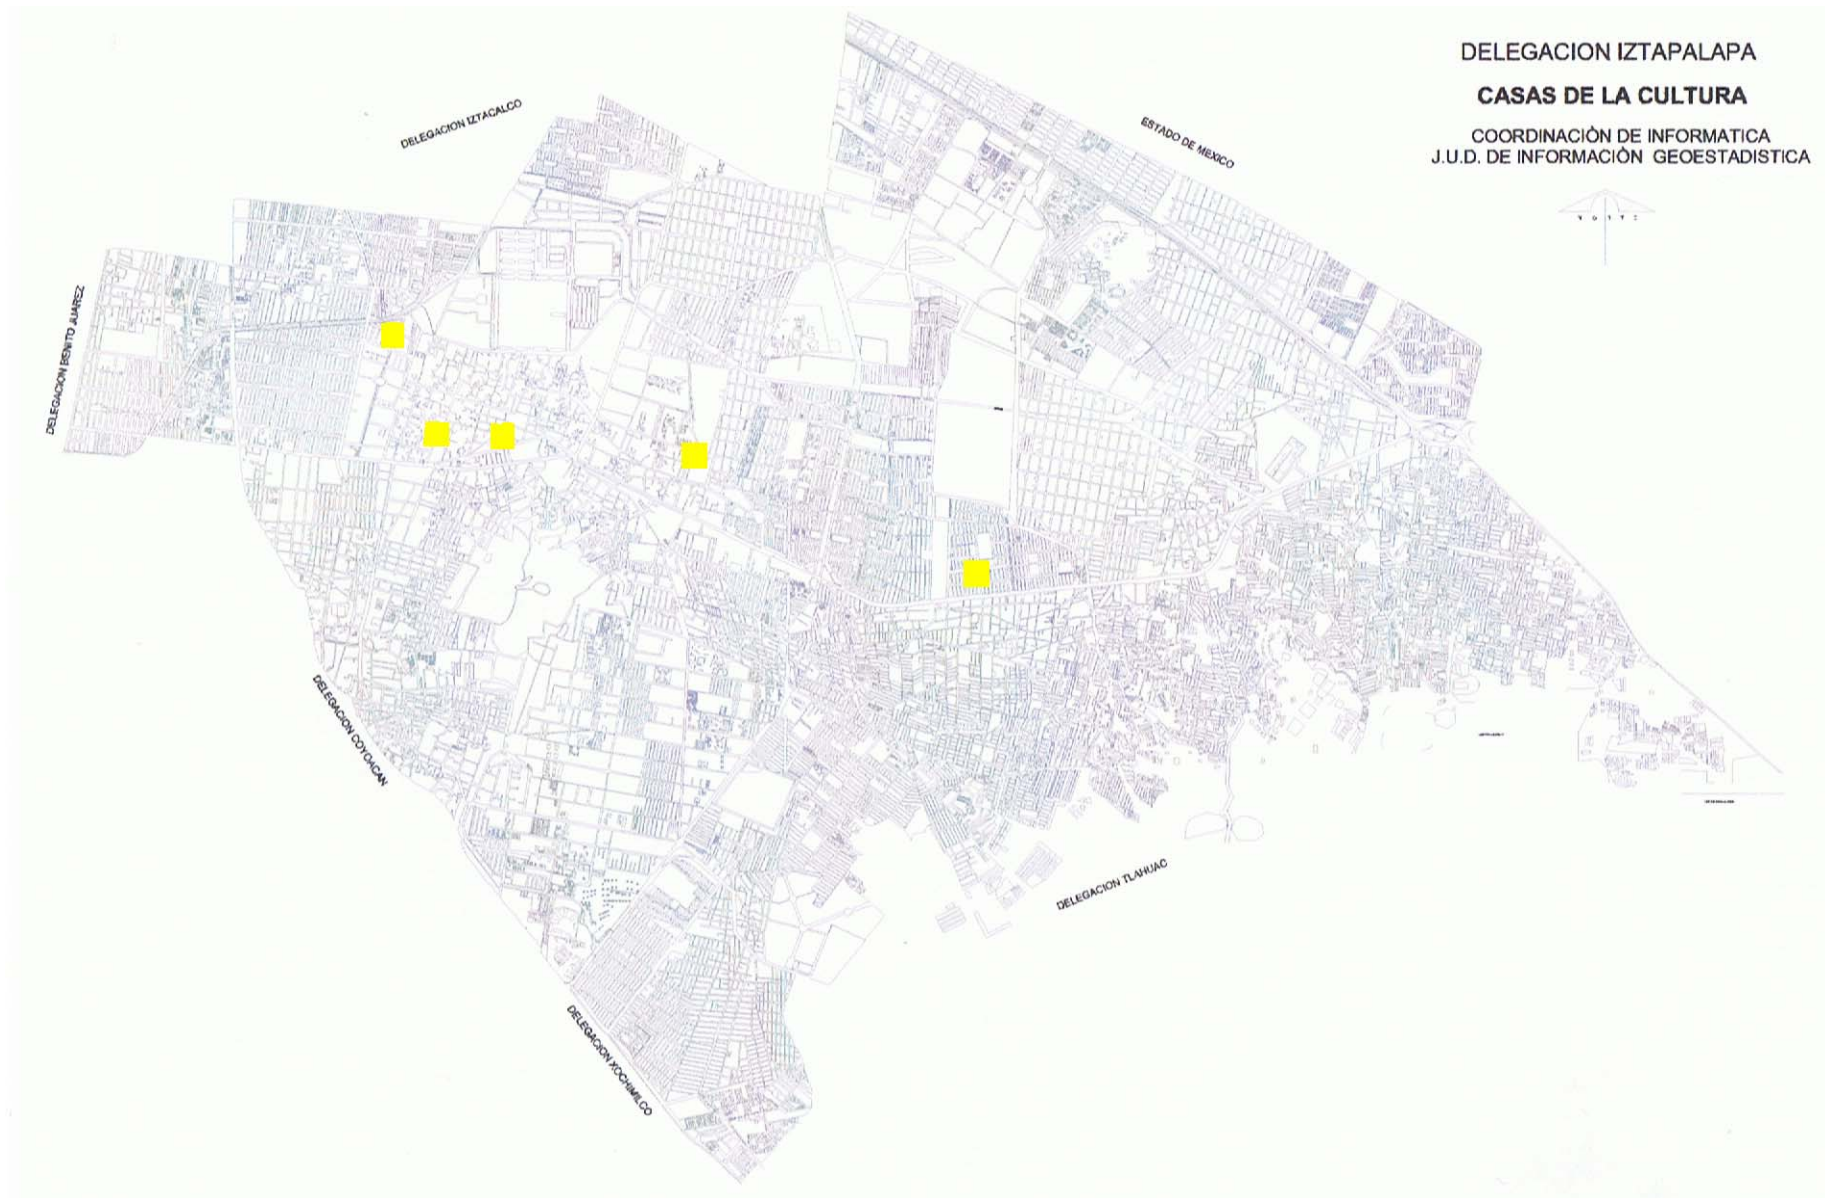 DELEGACION IZTAPALAPA
CASAS DE LA CULTURA
COORDINACIÒN DE INFORMATICA
J.U.D. DE INFORMACIÒN GEOESTADISTICA
DELEGACION IZTACALCO
ESTADO DE MEXICO
DELEGACION BENITO JUAREZ
DELEGACION COYOACAN
DELEGACION TLAHUAC
DELEGACION XOCHIMILCO